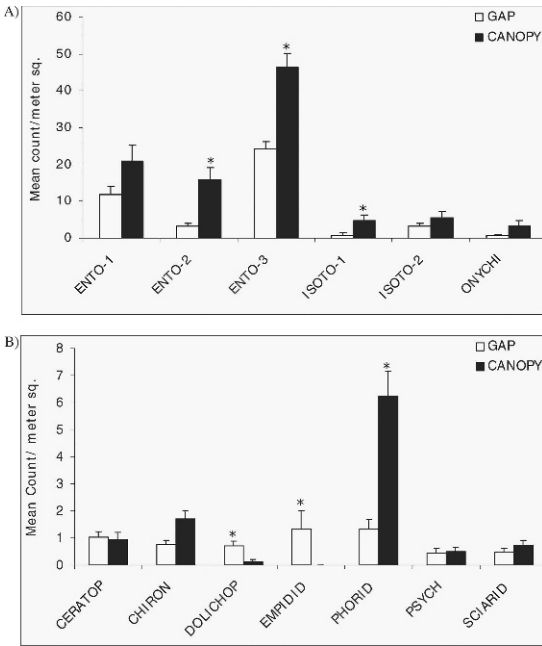 A)
GAP
CANOPY
Mean count/meter sq.
60
50
40
30
20
10
0
*
*
*
ENTO-1
ENTO-2
ENTO-3
ISOTO-1
ISOTO-2
ONYCHI
B)
GAP
CANOPY
Mean Count/ meter sq.
8
7
6
5
4
3
2
1
0
*
*
*
CERATOP
CHIRON
DOLICHOP
EMPIDID
PHORID
PSYCH
SCIARID